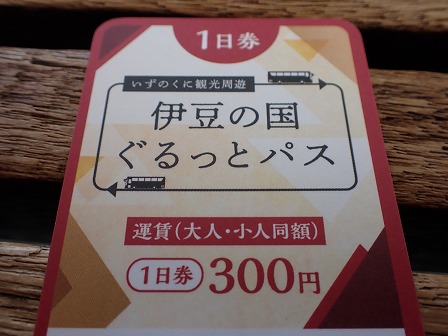 1日券
いずのくに観光周遊
伊豆の国
ぐるっとパス
運賃(大人・小人同額)
1日券 300円